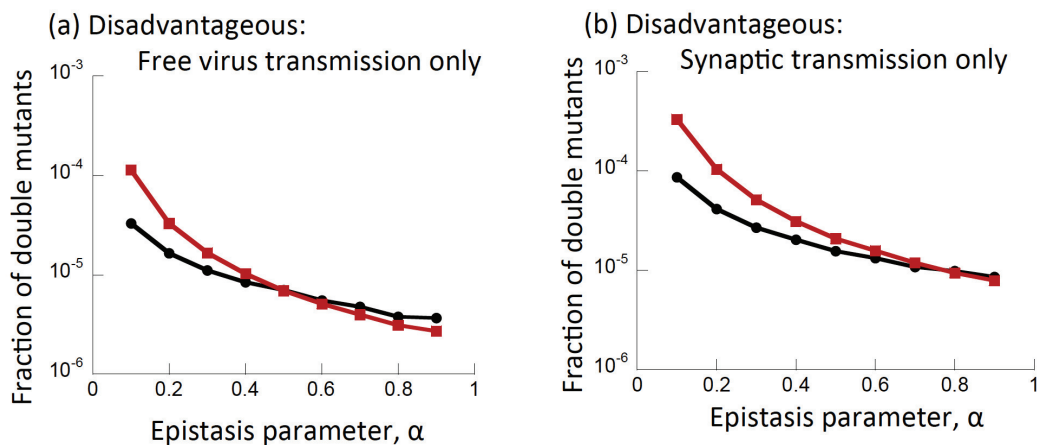 (a) Disadvantageous:
Free virus transmission only
10⁻³
10⁻⁴
10⁻⁵
10⁻⁶
0
0.2
0.4
0.6
0.8
1
Fraction of double mutants
Epistasis parameter, α
(b) Disadvantageous:
Synaptic transmission only
10⁻³
10⁻⁴
10⁻⁵
10⁻⁶
0
0.2
0.4
0.6
0.8
1
Fraction of double mutants
Epistasis parameter, α